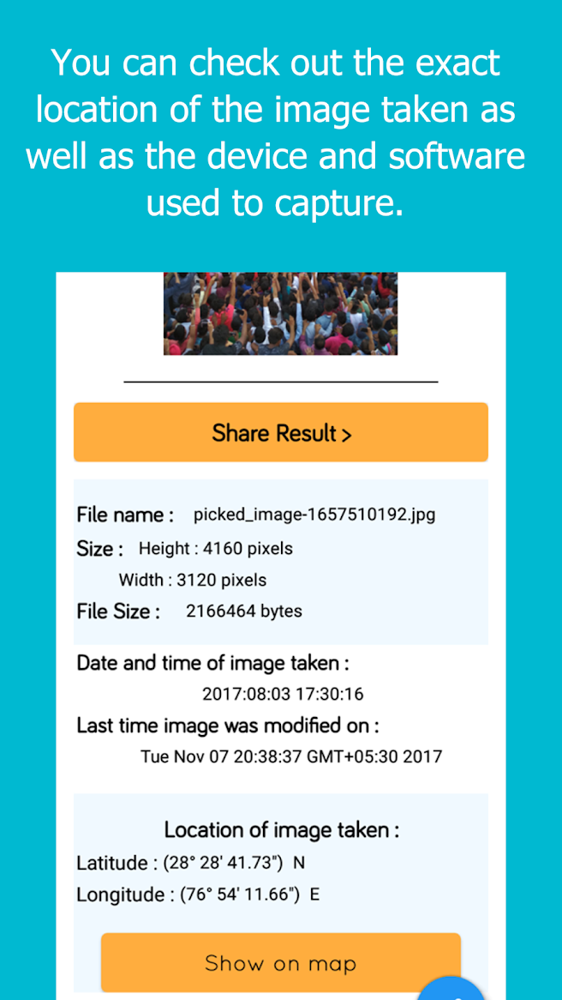 You can check out the exact
location of the image taken as
well as the device and software
used to capture.
Share Result >
File name : picked_image-1657510192.jpg
Size : Height : 4160 pixels
Width : 3120 pixels
File Size : 2166464 bytes
Date and time of image taken :
2017:08:03 17:30:16
Last time image was modified on :
Tue Nov 07 20:38:37 GMT+05:30 2017
Location of image taken :
Latitude : (28° 28' 41.73") N
Longitude : (76° 54' 11.66") E
Show on map